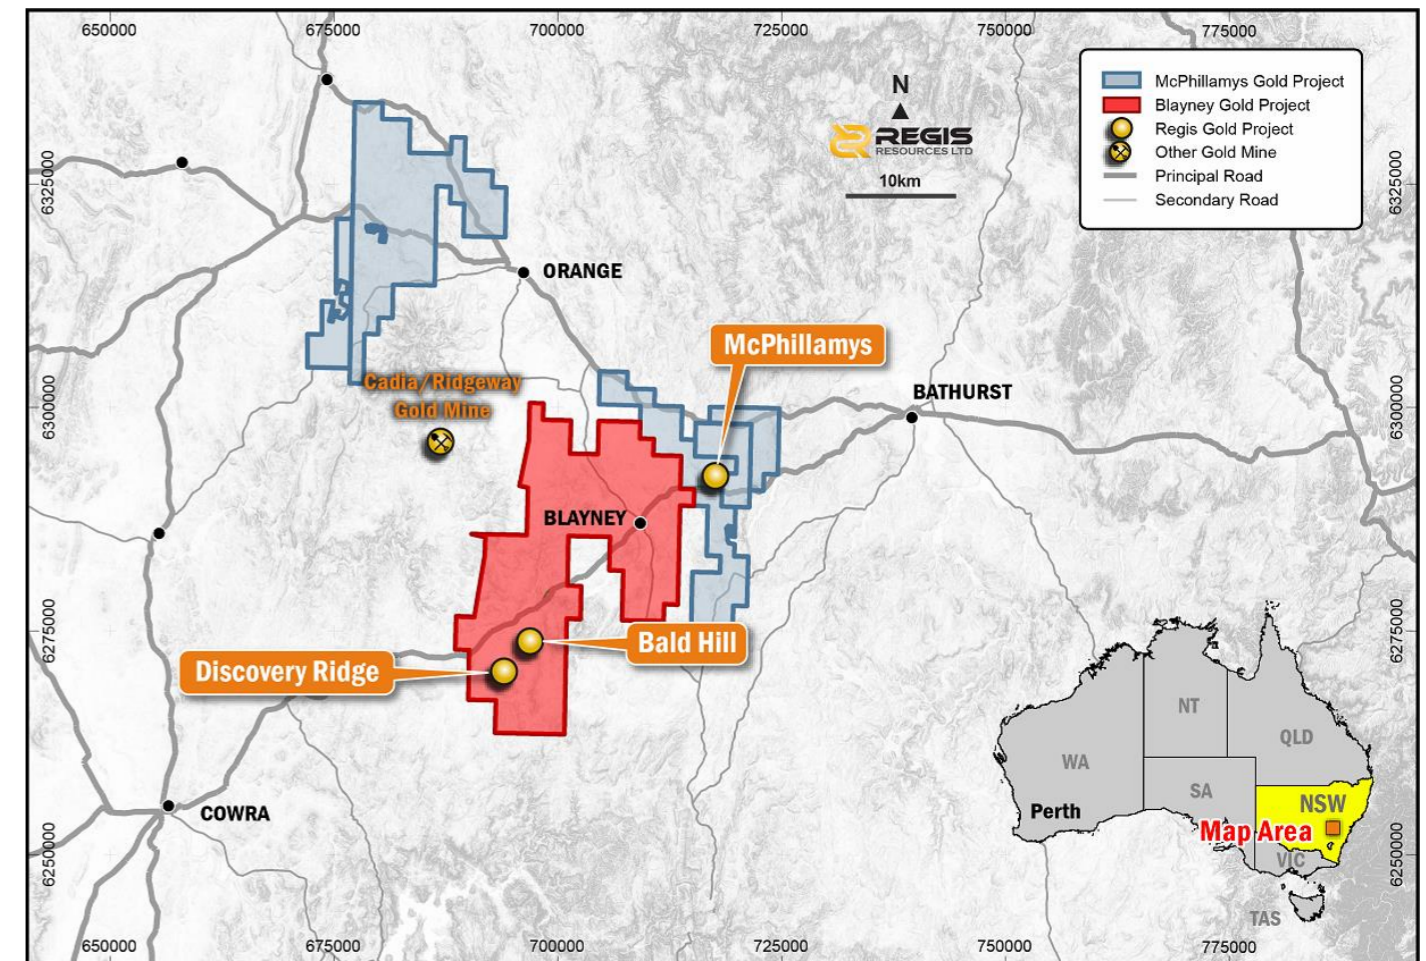 650000
675000
700000
725000
750000
775000
McPhillamys Gold Project
Blayney Gold Project
Regis Gold Project
Other Gold Mine
Principal Road
Secondary Road
N
REGIS
RESOURCES LTD
10km
6325000
6325000
ORANGE
McPhillamys
Cadia/Ridgeway
Gold Mine
BATHURST
6300000
6300000
BLAYNEY
Bald Hill
Discovery Ridge
6275000
6275000
COWRA
NT
QLD
WA
SA
NSW
Perth
Map Area
VIC
TAS
6250000
6250000
650000
675000
700000
725000
750000
775000